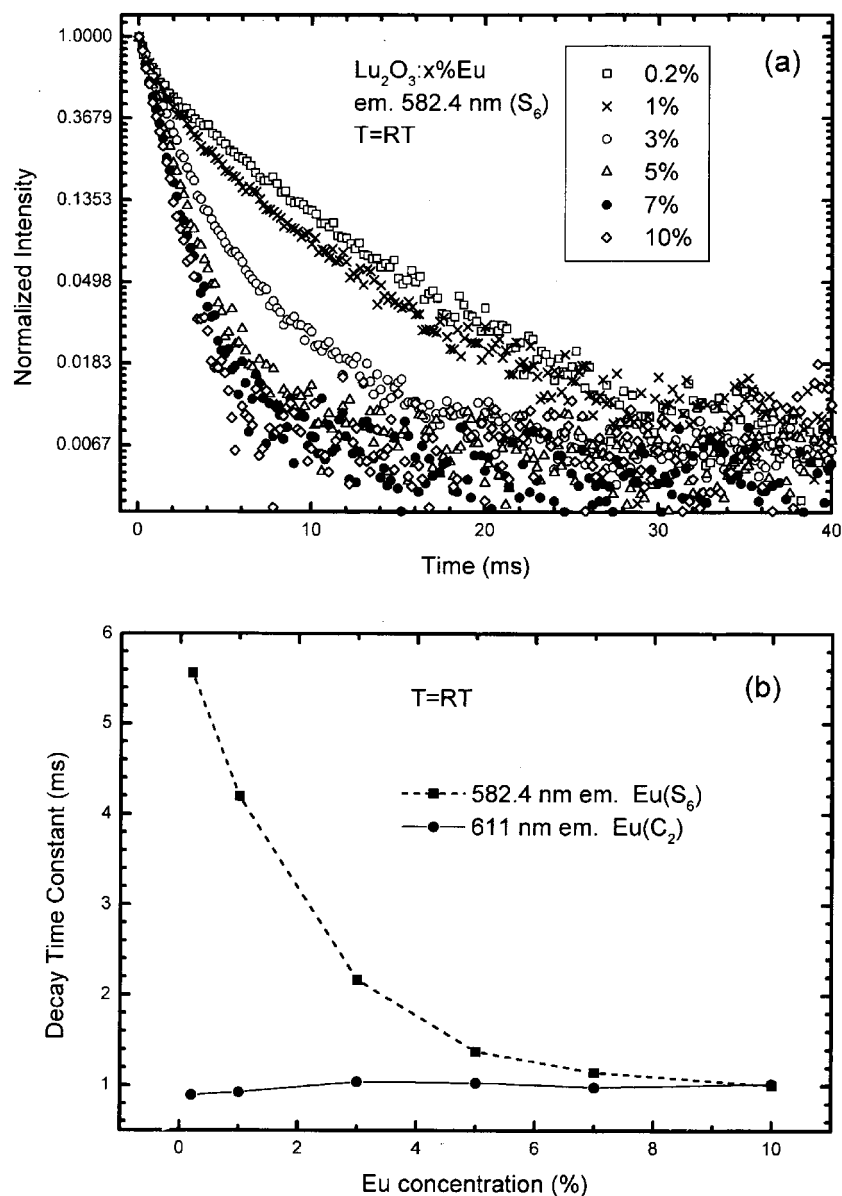 (a)
Lu₂O₃:x%Eu
em. 582.4 nm (S₆)
T=RT
0.2%
1%
3%
5%
7%
10%
Normalized Intensity
1.0000
0.3679
0.1353
0.0498
0.0183
0.0067
0
10
20
30
40
Time (ms)
(b)
T=RT
582.4 nm em. Eu(S₆)
611 nm em. Eu(C₂)
Decay Time Constant (ms)
6
5
4
3
2
1
0
2
4
6
8
10
Eu concentration (%)